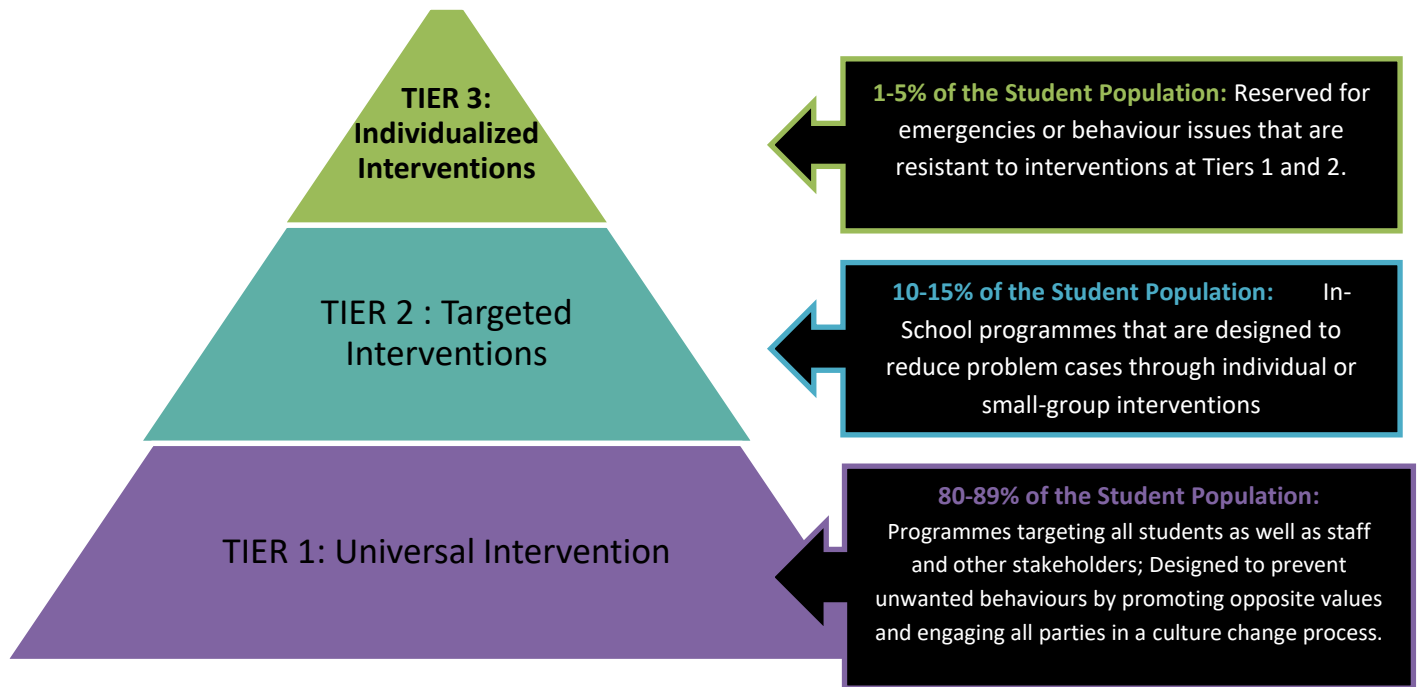 TIER 3:
Individualized
Interventions
1-5% of the Student Population: Reserved for
emergencies or behaviour issues that are
resistant to interventions at Tiers 1 and 2.
TIER 2 : Targeted
Interventions
10-15% of the Student Population: In-
School programmes that are designed to
reduce problem cases through individual or
small-group interventions
TIER 1: Universal Intervention
80-89% of the Student Population:
Programmes targeting all students as well as staff
and other stakeholders; Designed to prevent
unwanted behaviours by promoting opposite values
and engaging all parties in a culture change process.